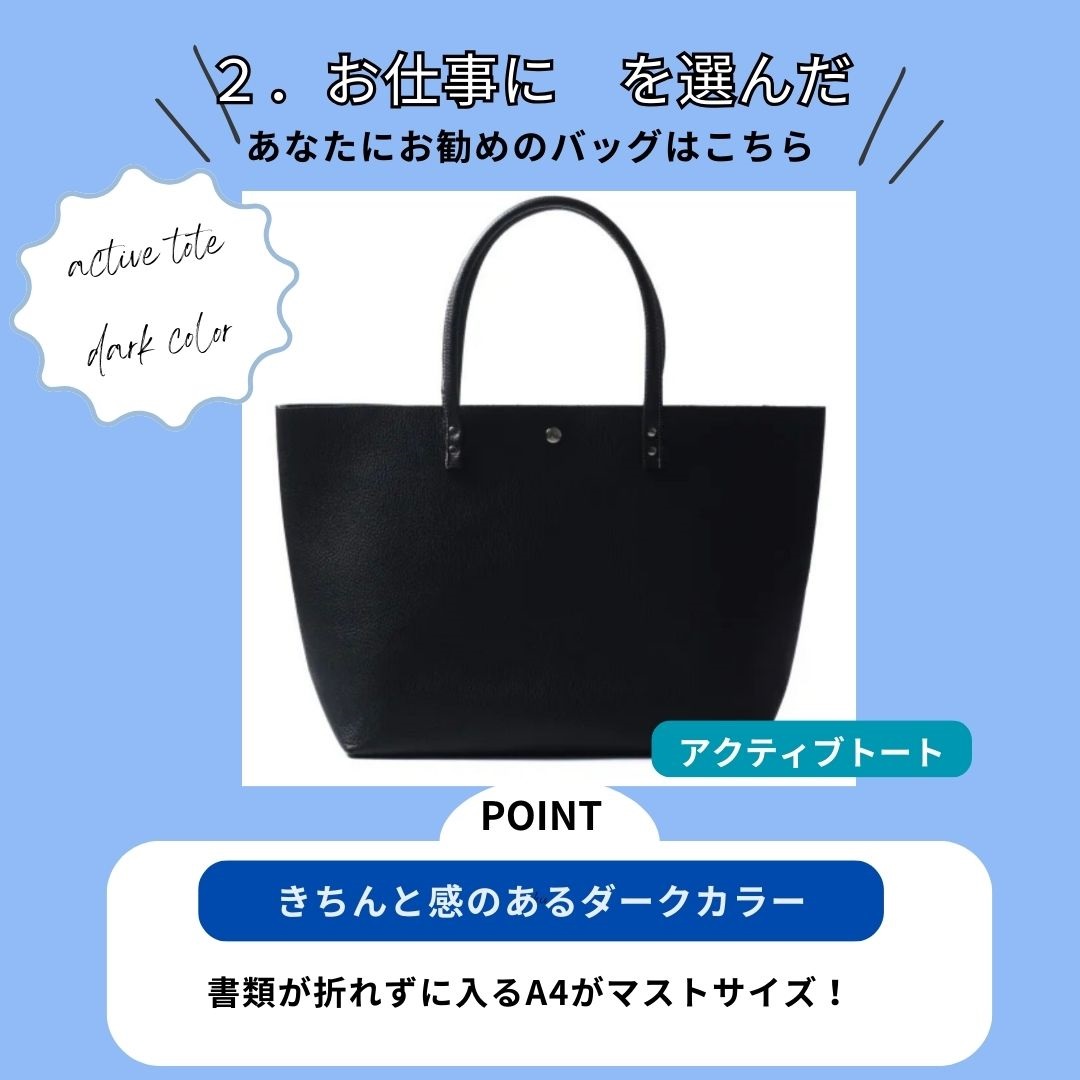 2．お仕事に　を選んだ
あなたにお勧めのバッグはこちら
active tote
dark color
アクティブトート
POINT
きちんと感のあるダークカラー
書類が折れずに入るA4がマストサイズ！